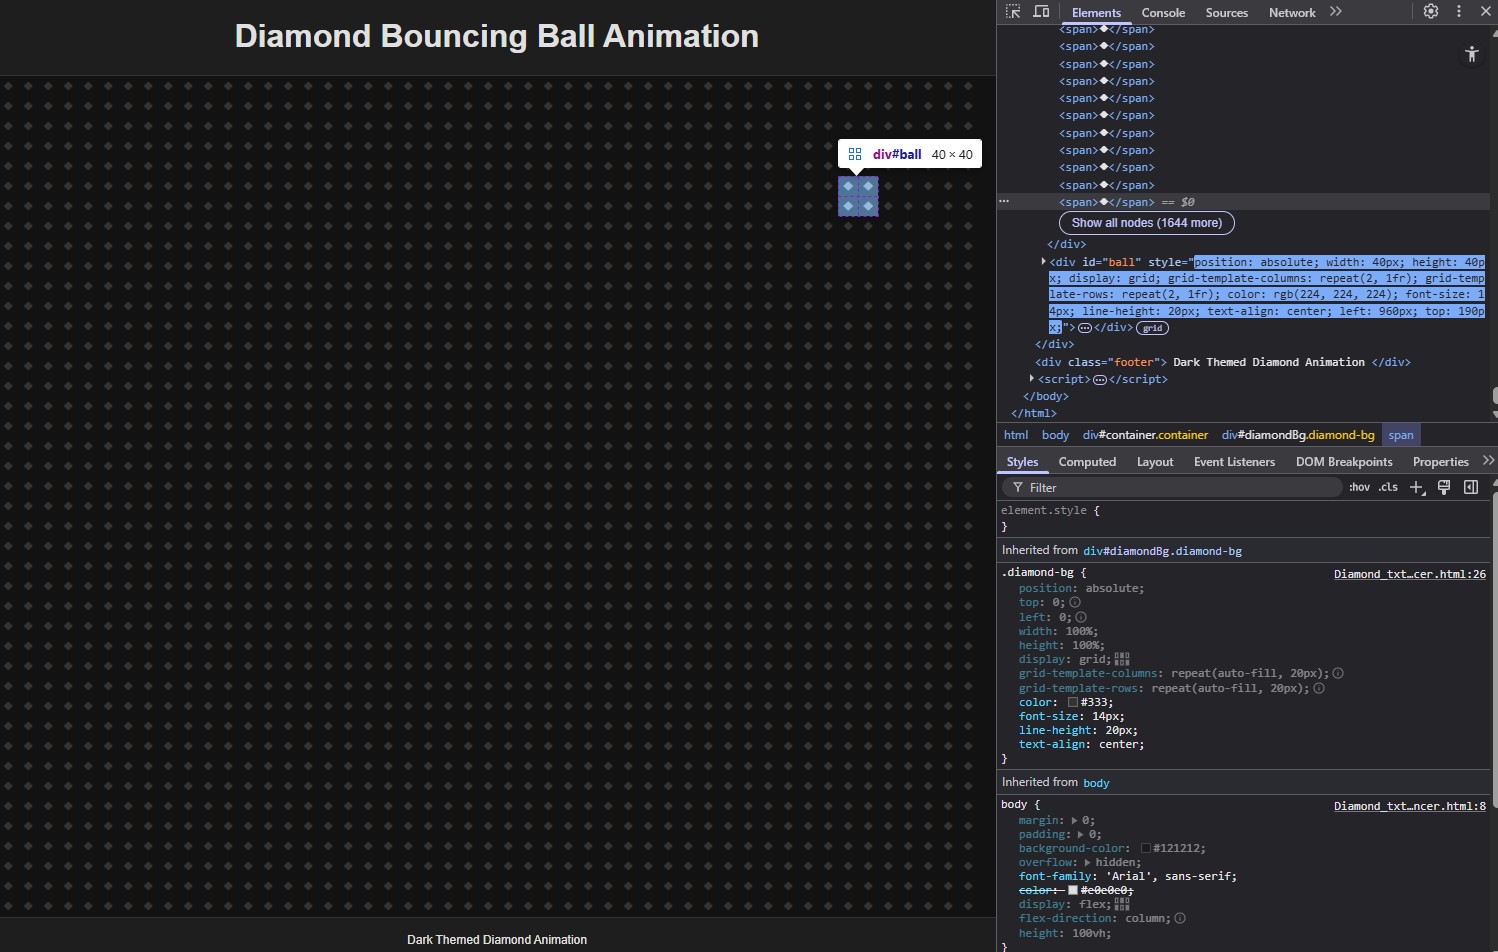 Diamond Bouncing Ball Animation
div#ball 40 × 40
Dark Themed Diamond Animation
Elements Console Sources Network
<span>◆</span>
<span>◆</span>
<span>◆</span>
<span>◆</span>
<span>◆</span>
<span>◆</span>
<span>◆</span>
<span>◆</span>
<span>◆</span>
<span>◆</span>
<span>◆</span> == $0
Show all nodes (1644 more)
</div>
<div id="ball" style="position: absolute; width: 40px; height: 40p
x; display: grid; grid-template-columns: repeat(2, 1fr); grid-temp
late-rows: repeat(2, 1fr); color: rgb(224, 224, 224); font-size: 1
4px; line-height: 20px; text-align: center; left: 960px; top: 190p
x;">…</div> grid
</div>
<div class="footer"> Dark Themed Diamond Animation </div>
<script>…</script>
</body>
</html>
html body div#container.container div#diamondBg.diamond-bg span
Styles Computed Layout Event Listeners DOM Breakpoints Properties
Filter :hov .cls
element.style {
}
Inherited from div#diamondBg.diamond-bg
.diamond-bg { Diamond_txt…cer.html:26
position: absolute;
top: 0;
left: 0;
width: 100%;
height: 100%;
display: grid;
grid-template-columns: repeat(auto-fill, 20px);
grid-template-rows: repeat(auto-fill, 20px);
color: #333;
font-size: 14px;
line-height: 20px;
text-align: center;
}
Inherited from body
body { Diamond_txt…ncer.html:8
margin: 0;
padding: 0;
background-color: #121212;
overflow: hidden;
font-family: 'Arial', sans-serif;
color: #e0e0e0;
display: flex;
flex-direction: column;
height: 100vh;
}